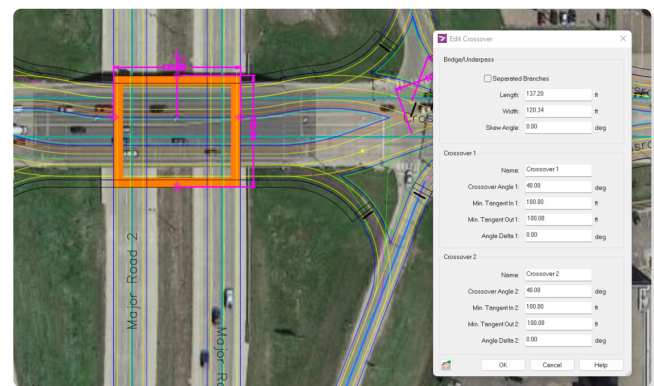 Edit Crossover
Bridge/Underpass
Separated Branches
Length: 137.20 ft
Width: 120.34 ft
Skew Angle: 0.00 deg
Crossover 1
Name: Crossover 1
Crossover Angle 1: 40.00 deg
Min. Tangent In 1: 100.00 ft
Min. Tangent Out 1: 100.00 ft
Angle Delta 1: 0.00 deg
Crossover 2
Name: Crossover 2
Crossover Angle 2: 40.00 deg
Min. Tangent In 2: 100.00 ft
Min. Tangent Out 2: 100.00 ft
Angle Delta 2: 0.00 deg
OK Cancel Help
Major Road 2